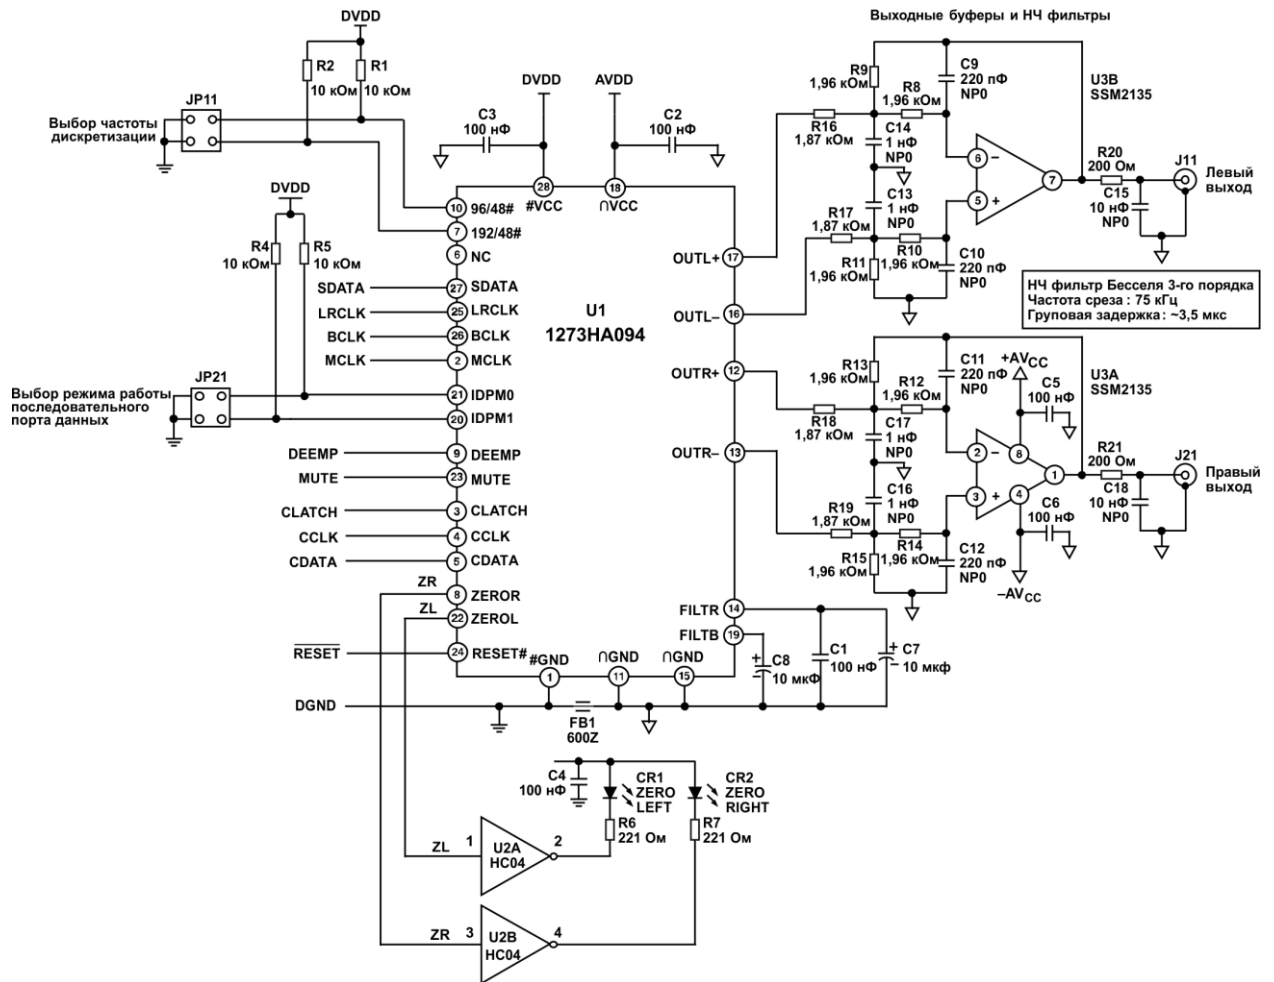 DVDD
R2
10 кОм
R1
10 кОм
JP11
Выбор частоты
дискретизации
DVDD
AVDD
C3
100 нФ
C2
100 нФ
28
#VCC
18
∩VCC
Выходные буферы и НЧ фильтры
R9
1,96 кОм
R8
1,96 кОм
C9
220 пФ
NP0
U3B
SSM2135
R16
1,87 кОм
C14
1 нФ
NP0
6
–
5
+
7
R20
200 Ом
C15
10 нФ
NP0
J11
Левый
выход
C13
1 нФ
NP0
R17
1,87 кОм
R10
1,96 кОм
R11
1,96 кОм
C10
220 пФ
NP0
НЧ фильтр Бесселя 3-го порядка
Частота среза : 75 кГц
Груповая задержка: ~3,5 мкс
DVDD
R4
10 кОм
R5
10 кОм
10 96/48#
7 192/48#
6 NC
SDATA 27 SDATA
LRCLK 25 LRCLK
BCLK 26 BCLK
MCLK 2 MCLK
U1
1273НА094
OUTL+ 17
OUTL– 16
OUTR+ 12
OUTR– 13
JP21
Выбор режима работы
последовательного
порта данных
21 IDPM0
20 IDPM1
DEEMP 9 DEEMP
MUTE 23 MUTE
CLATCH 3 CLATCH
CCLK 4 CCLK
CDATA 5 CDATA
ZR
8 ZEROR
ZL
22 ZEROL
RESET 24 RESET#
R13
1,96 кОм
R12
1,96 кОм
C11
220 пФ
NP0
+AVCC
C5
100 нФ
U3A
SSM2135
R18
1,87 кОм
C17
1 нФ
NP0
2
–
3
+
8
4
1
R21
200 Ом
C18
10 нФ
NP0
J21
Правый
выход
C16
1 нФ
NP0
R19
1,87 кОм
R14
1,96 кОм
R15
1,96 кОм
C12
220 пФ
NP0
C6
100 нФ
–AVCC
FILTR 14
FILTB 19
+
–
C8
10 мкФ
C1
100 нФ
+
–
C7
10 мкф
#GND
1
∩GND
11
∩GND
15
DGND
FB1
600Z
C4
100 нФ
CR1
ZERO
LEFT
CR2
ZERO
RIGHT
R6
221 Ом
R7
221 Ом
ZL 1
U2A
HC04
2
ZR 3
U2B
HC04
4